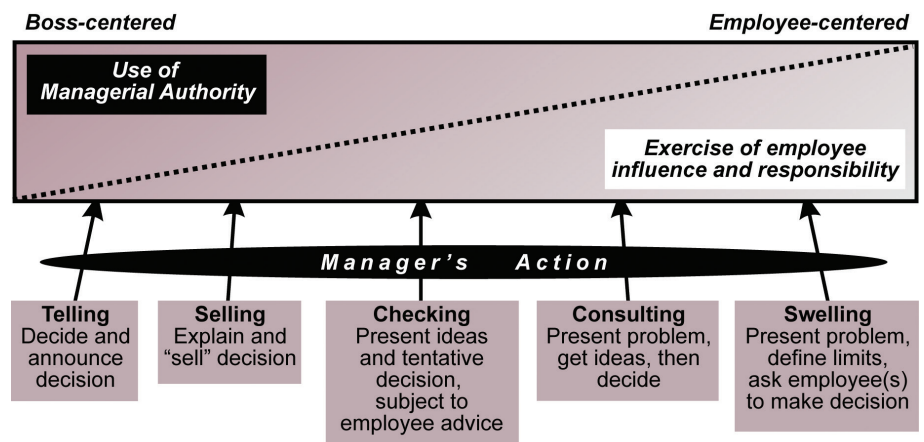 Boss-centered
Employee-centered
Use of
Managerial Authority
Exercise of employee
influence and responsibility
Manager’s Action
Telling
Decide and
announce
decision
Selling
Explain and
“sell” decision
Checking
Present ideas
and tentative
decision,
subject to
employee advice
Consulting
Present problem,
get ideas, then
decide
Swelling
Present problem,
define limits,
ask employee(s)
to make decision